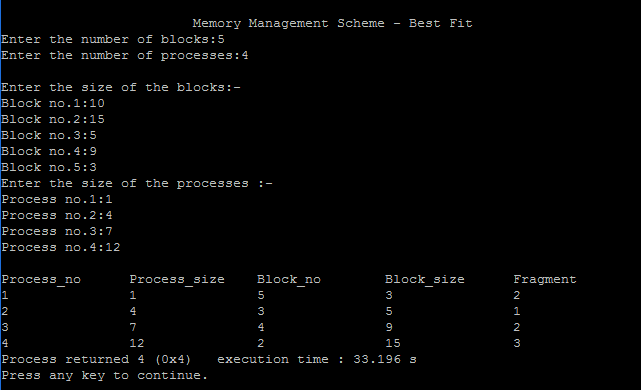 Memory Management Scheme - Best Fit
Enter the number of blocks:5
Enter the number of processes:4
Enter the size of the blocks:-
Block no.1:10
Block no.2:15
Block no.3:5
Block no.4:9
Block no.5:3
Enter the size of the processes :-
Process no.1:1
Process no.2:4
Process no.3:7
Process no.4:12
Process_no Process_size Block_no Block_size Fragment
1 1 5 3 2
2 4 3 5 1
3 7 4 9 2
4 12 2 15 3
Process returned 4 (0x4) execution time : 33.196 s
Press any key to continue.